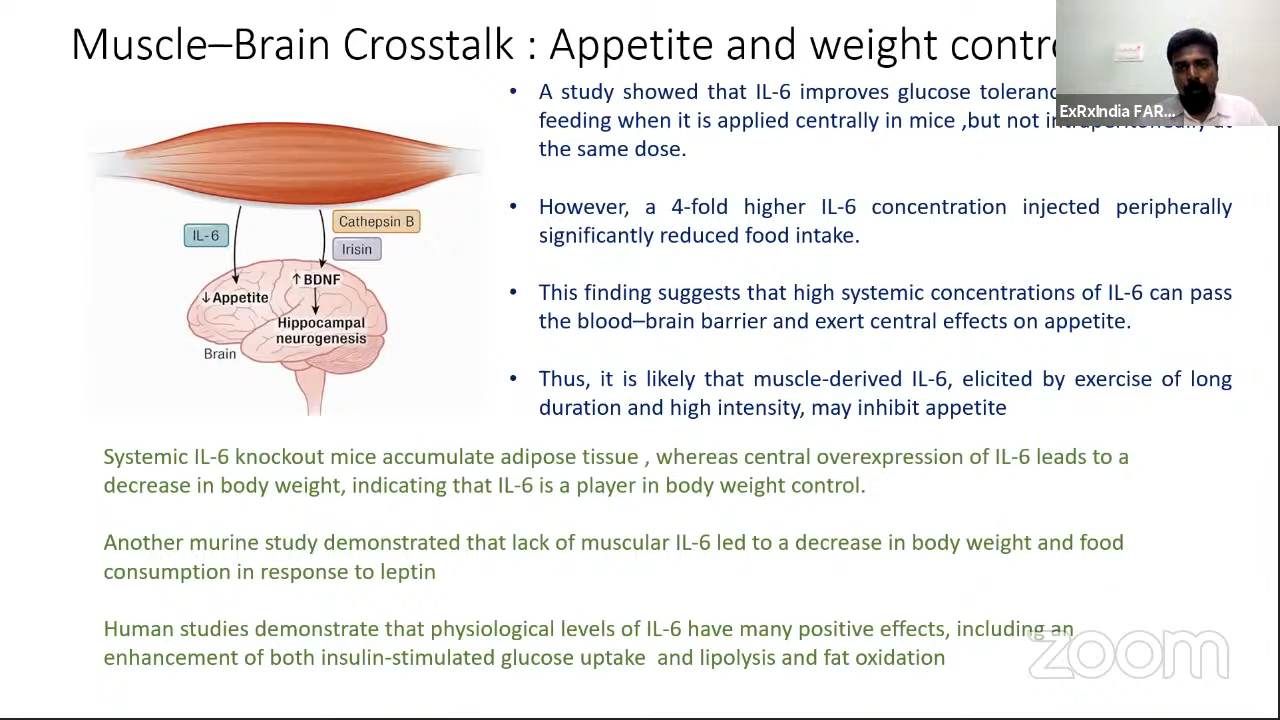 Muscle–Brain Crosstalk : Appetite and weight contro
ExRxIndia FAR...
• A study showed that IL-6 improves glucose toleranc
feeding when it is applied centrally in mice ,but not intraperitoneally at
the same dose.
• However, a 4-fold higher IL-6 concentration injected peripherally
significantly reduced food intake.
• This finding suggests that high systemic concentrations of IL-6 can pass
the blood–brain barrier and exert central effects on appetite.
• Thus, it is likely that muscle-derived IL-6, elicited by exercise of long
duration and high intensity, may inhibit appetite
IL-6
Cathepsin B
Irisin
↓Appetite
↑BDNF
Hippocampal
neurogenesis
Brain
Systemic IL-6 knockout mice accumulate adipose tissue , whereas central overexpression of IL-6 leads to a
decrease in body weight, indicating that IL-6 is a player in body weight control.
Another murine study demonstrated that lack of muscular IL-6 led to a decrease in body weight and food
consumption in response to leptin
Human studies demonstrate that physiological levels of IL-6 have many positive effects, including an
enhancement of both insulin-stimulated glucose uptake and lipolysis and fat oxidation
zoom